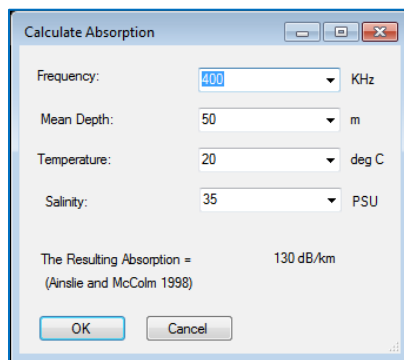 Calculate Absorption
Frequency: 400 KHz
Mean Depth: 50 m
Temperature: 20 deg C
Salinity: 35 PSU
The Resulting Absorption = 130 dB/km
(Ainslie and McColm 1998)
OK Cancel